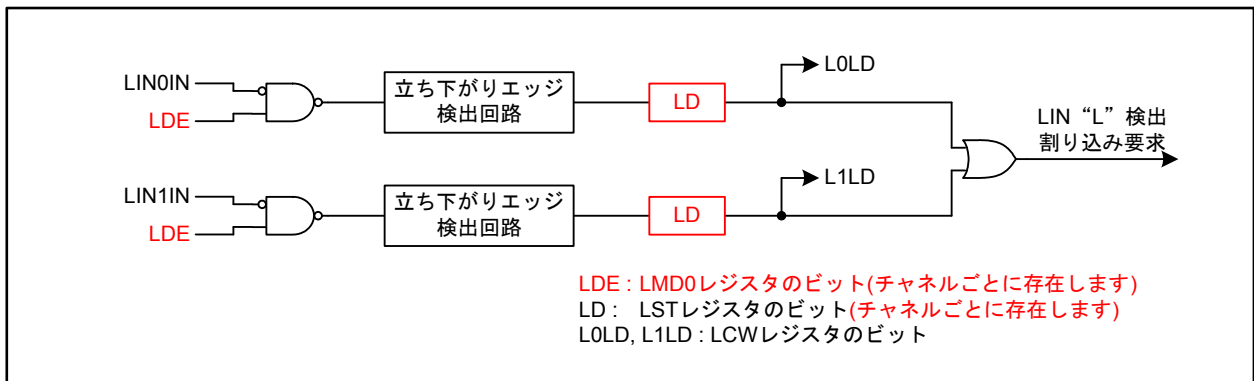 LIN0IN
LDE
立ち下がりエッジ
検出回路
LD
L0LD
LIN “L” 検出
割り込み要求
LIN1IN
LDE
立ち下がりエッジ
検出回路
LD
L1LD
LDE : LMD0レジスタのビット(チャネルごとに存在します)
LD : LSTレジスタのビット(チャネルごとに存在します)
L0LD, L1LD : LCWレジスタのビット